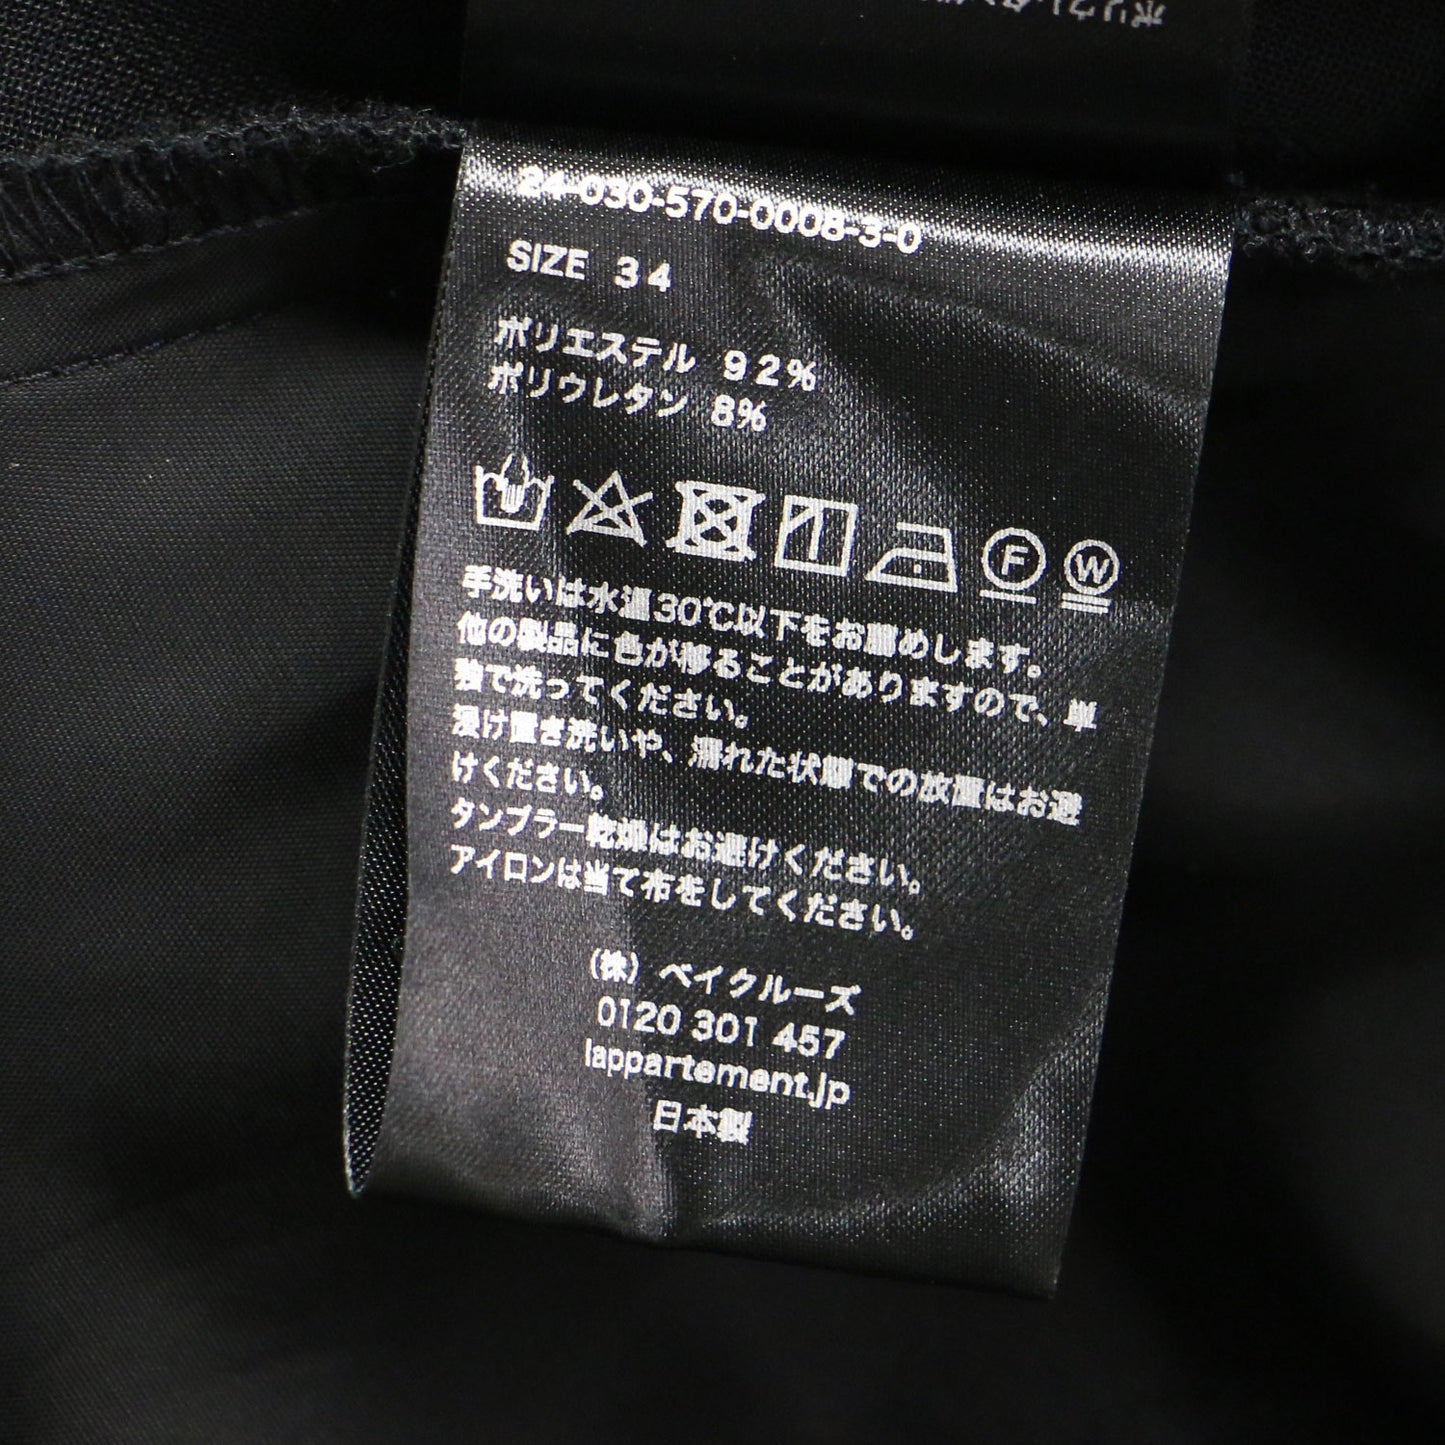 24-030-570-0008-3-0
SIZE 34
ポリエステル 92%
ポリウレタン 8%
F W
手洗いは水温30℃以下をお薦めします。
他の製品に色が移ることがありますので、単
独で洗ってください。
浸け置き洗いや、濡れた状態での放置はお避
けください。
タンブラー乾燥はお避けください。
アイロンは当て布をしてください。
(株) ベイクルーズ
0120 301 457
lappartement.jp
日本製